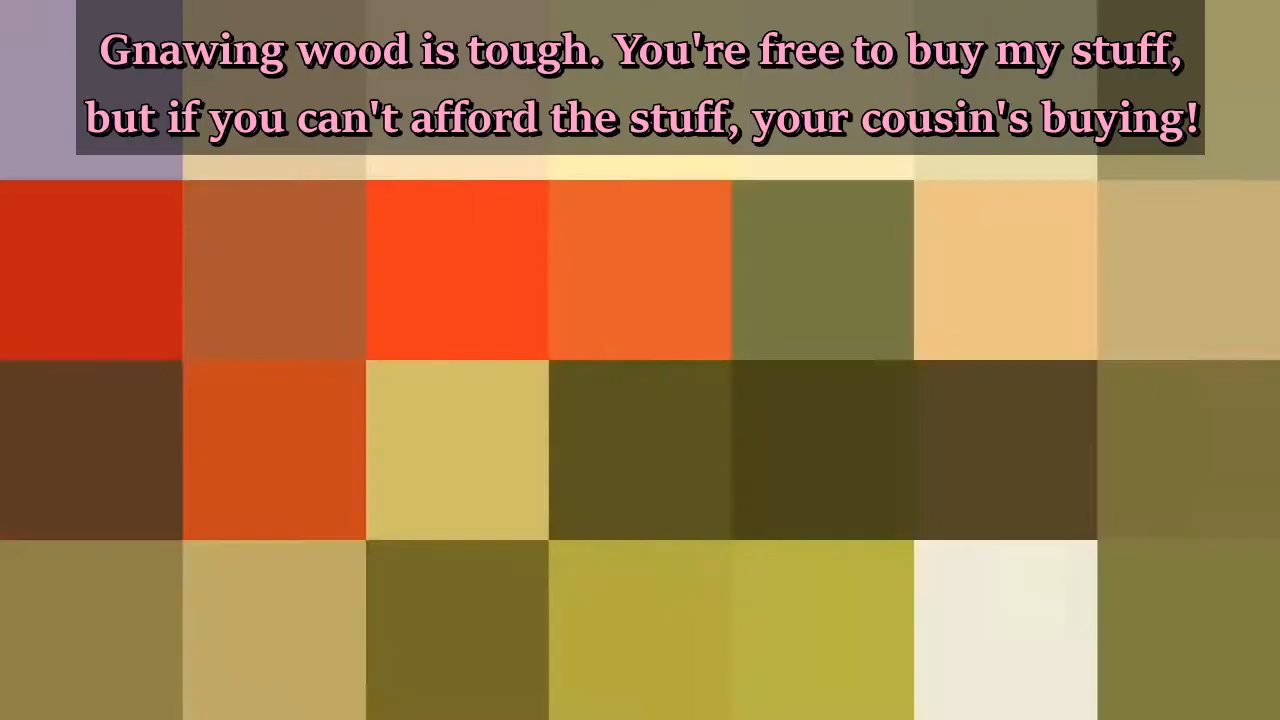 Gnawing wood is tough. You're free to buy my stuff,
but if you can't afford the stuff, your cousin's buying!